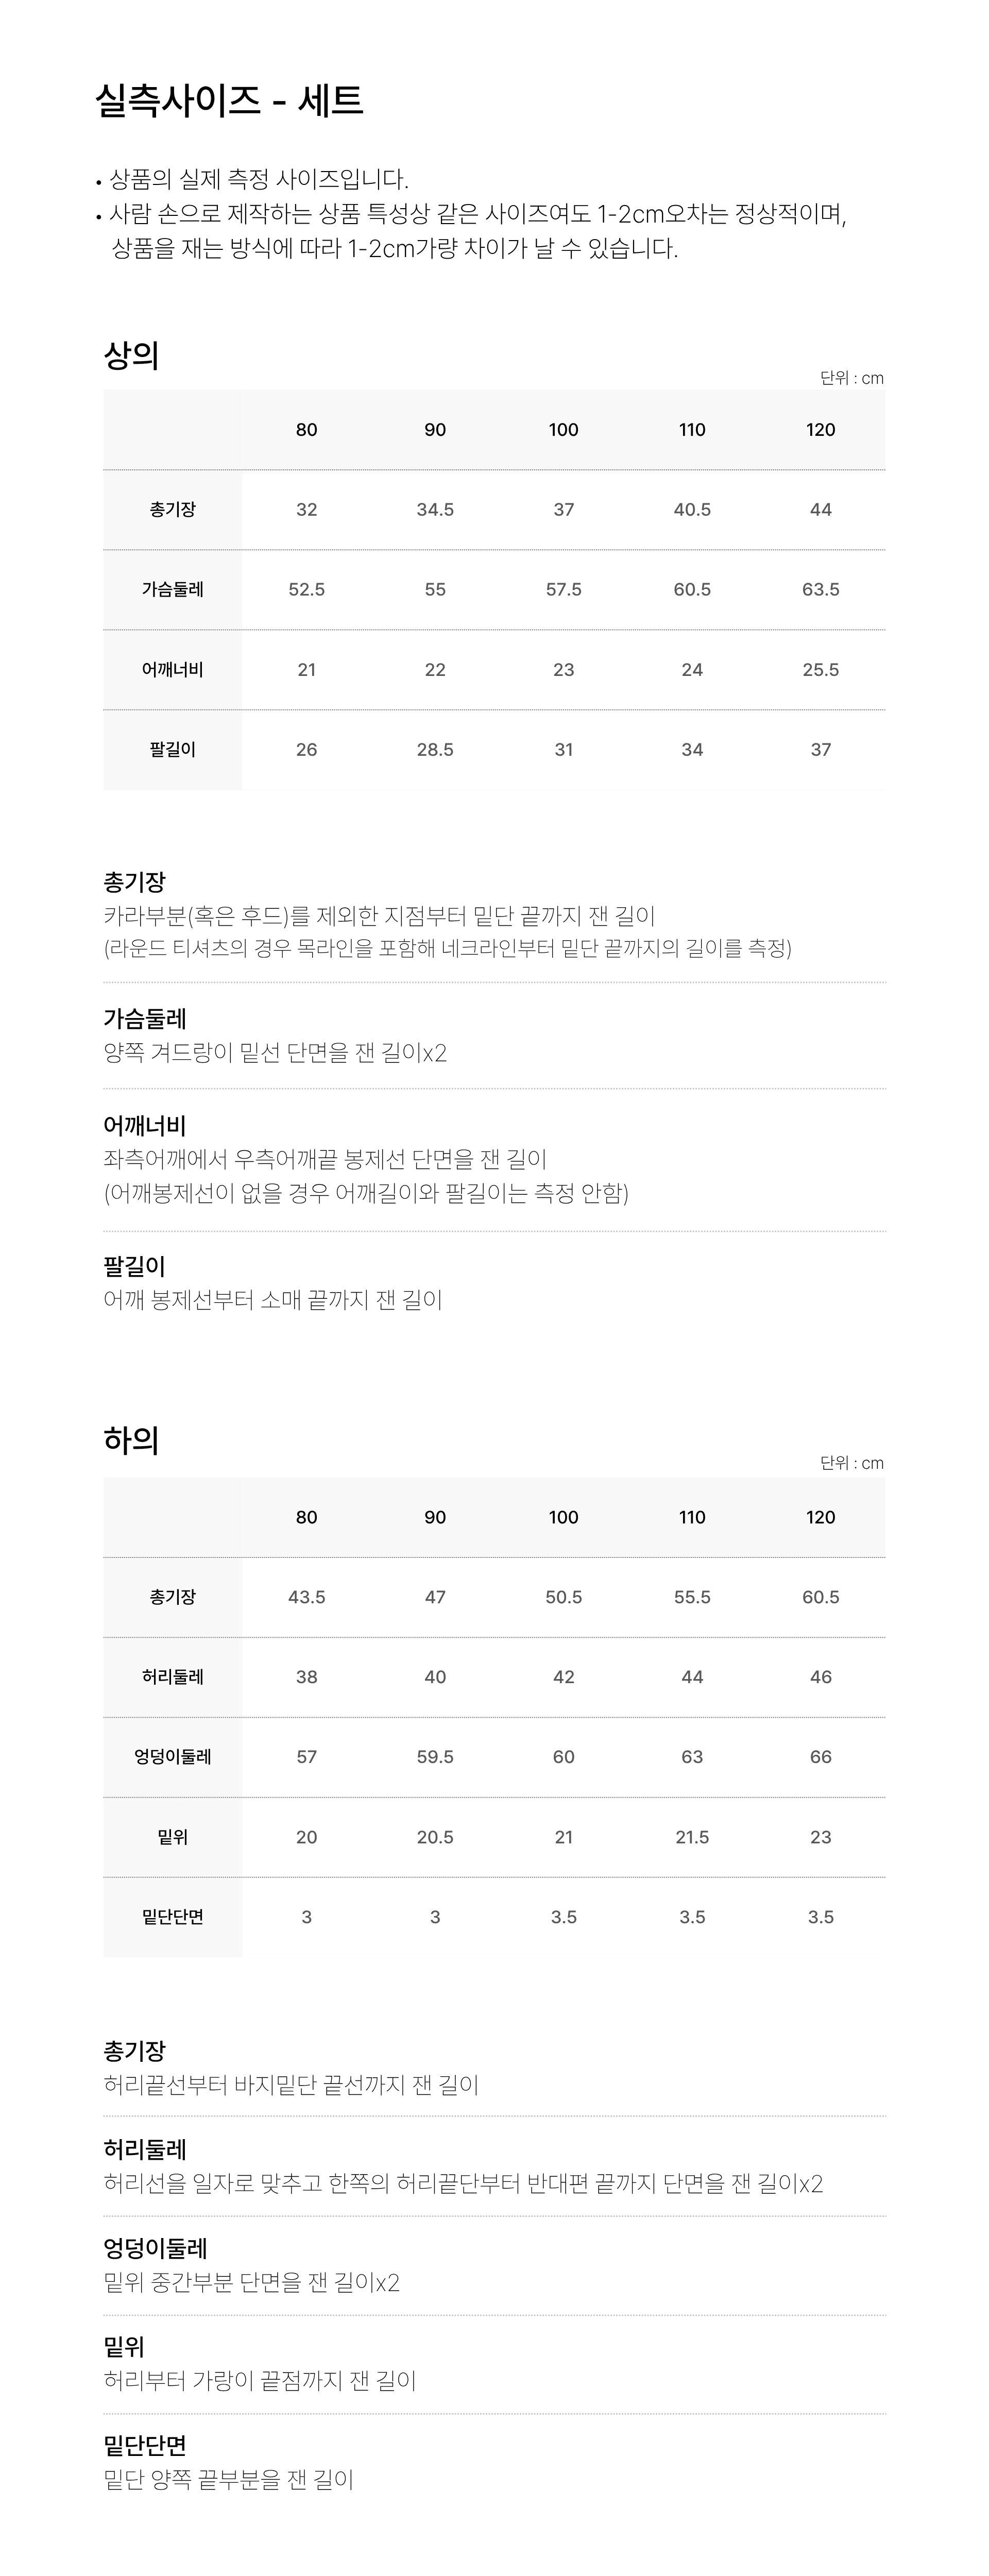 실측사이즈 - 세트
• 상품의 실제 측정 사이즈입니다.
• 사람 손으로 제작하는 상품 특성상 같은 사이즈여도 1-2cm오차는 정상적이며,
상품을 재는 방식에 따라 1-2cm가량 차이가 날 수 있습니다.
상의
단위 : cm
80 90 100 110 120
총기장 32 34.5 37 40.5 44
가슴둘레 52.5 55 57.5 60.5 63.5
어깨너비 21 22 23 24 25.5
팔길이 26 28.5 31 34 37
총기장
카라부분(혹은 후드)를 제외한 지점부터 밑단 끝까지 잰 길이
(라운드 티셔츠의 경우 목라인을 포함해 네크라인부터 밑단 끝까지의 길이를 측정)
가슴둘레
양쪽 겨드랑이 밑선 단면을 잰 길이x2
어깨너비
좌측어깨에서 우측어깨끝 봉제선 단면을 잰 길이
(어깨봉제선이 없을 경우 어깨길이와 팔길이는 측정 안함)
팔길이
어깨 봉제선부터 소매 끝까지 잰 길이
하의
단위 : cm
80 90 100 110 120
총기장 43.5 47 50.5 55.5 60.5
허리둘레 38 40 42 44 46
엉덩이둘레 57 59.5 60 63 66
밑위 20 20.5 21 21.5 23
밑단단면 3 3 3.5 3.5 3.5
총기장
허리끝선부터 바지밑단 끝선까지 잰 길이
허리둘레
허리선을 일자로 맞추고 한쪽의 허리끝단부터 반대편 끝까지 단면을 잰 길이x2
엉덩이둘레
밑위 중간부분 단면을 잰 길이x2
밑위
허리부터 가랑이 끝점까지 잰 길이
밑단단면
밑단 양쪽 끝부분을 잰 길이